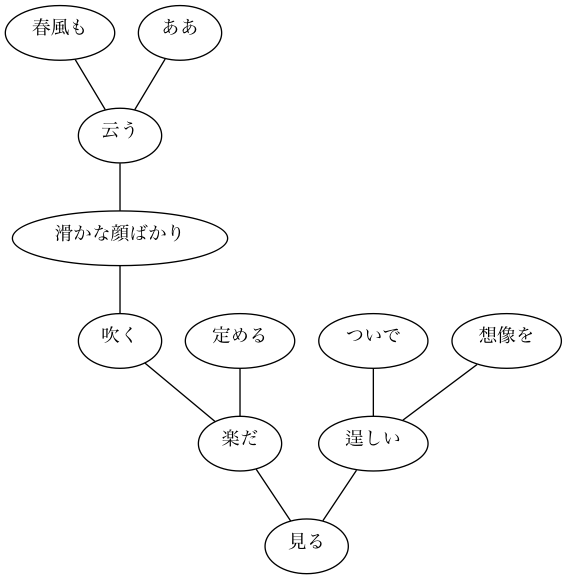 春風も
ああ
云う
滑かな顔ばかり
吹く
定める
ついで
想像を
楽だ
逞しい
見る